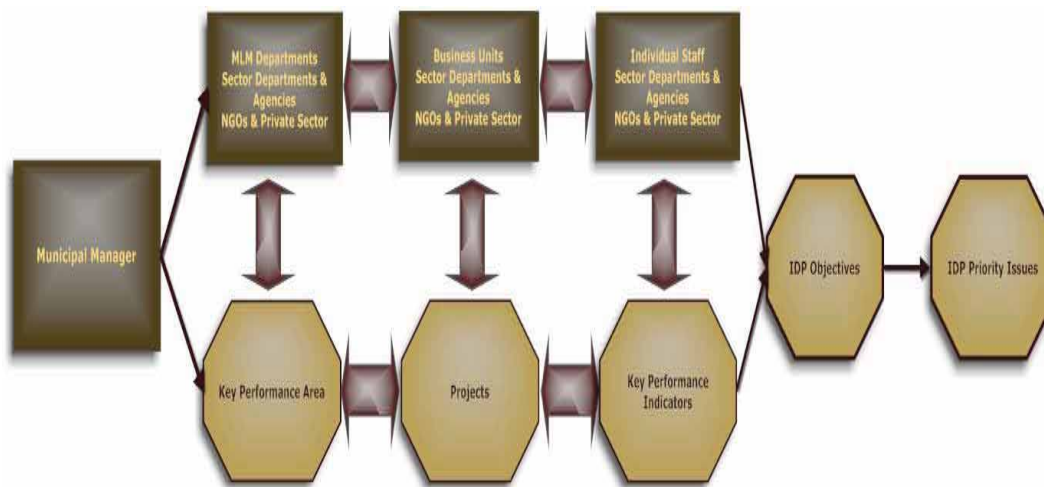 MLM Departments
Sector Departments &
Agencies
NGOs & Private Sector
Business Units
Sector Departments &
Agencies
NGOs & Private Sector
Individual Staff
Sector Departments &
Agencies
NGOs & Private Sector
Municipal Manager
IDP Objectives
IDP Priority Issues
Key Performance Area
Projects
Key Performance
Indicators